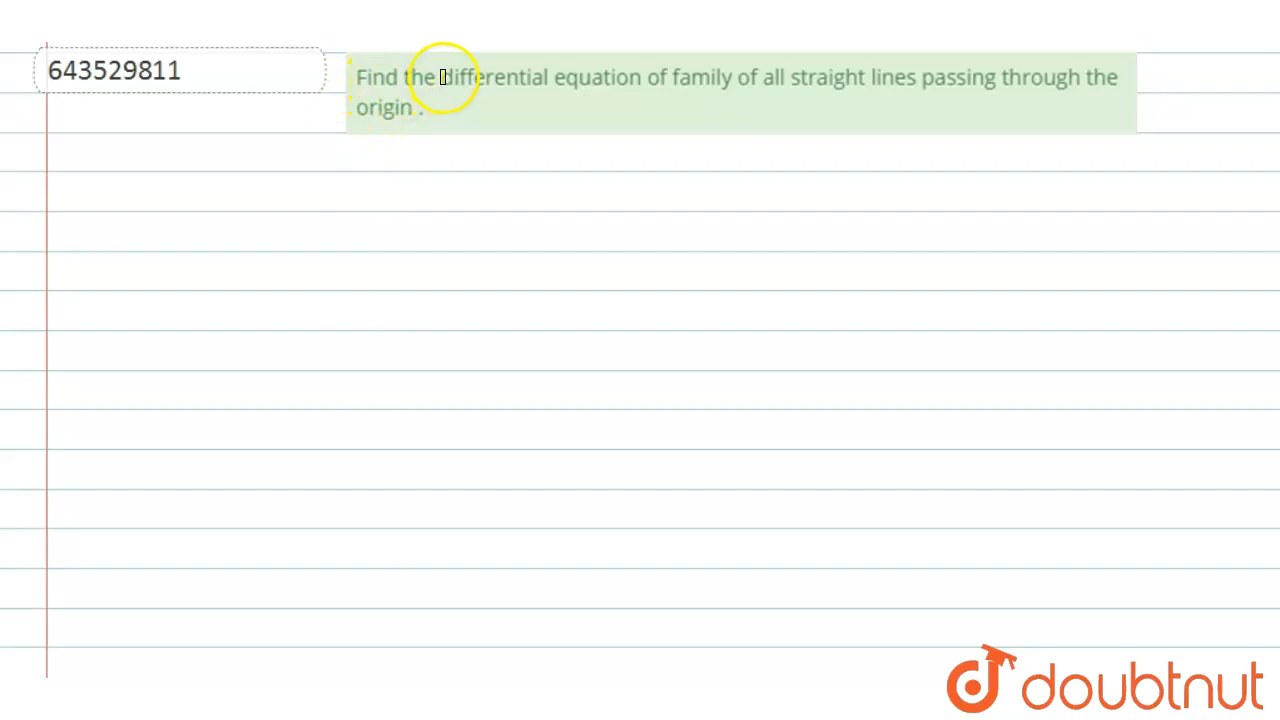 643529811
Find the differential equation of family of all straight lines passing through the
origin .
doubtnut